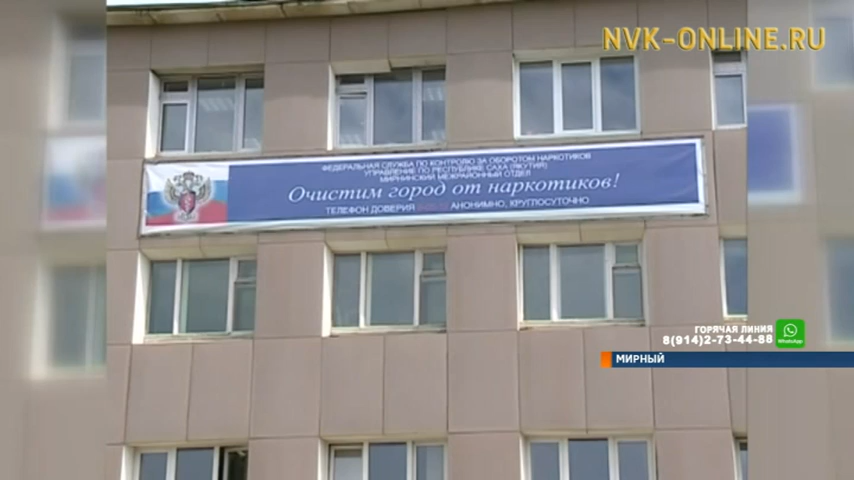 NVK-ONLINE.RU
ФЕДЕРАЛЬНАЯ СЛУЖБА ПО КОНТРОЛЮ ЗА ОБОРОТОМ НАРКОТИКОВ
УПРАВЛЕНИЕ ПО РЕСПУБЛИКЕ САХА (ЯКУТИЯ)
МИРНИНСКИЙ МЕЖРАЙОННЫЙ ОТДЕЛ
Очистим город от наркотиков!
ТЕЛЕФОН ДОВЕРИЯ АНОНИМНО, КРУГЛОСУТОЧНО
ГОРЯЧАЯ ЛИНИЯ
8(914)2-73-44-88
WhatsApp
МИРНЫЙ